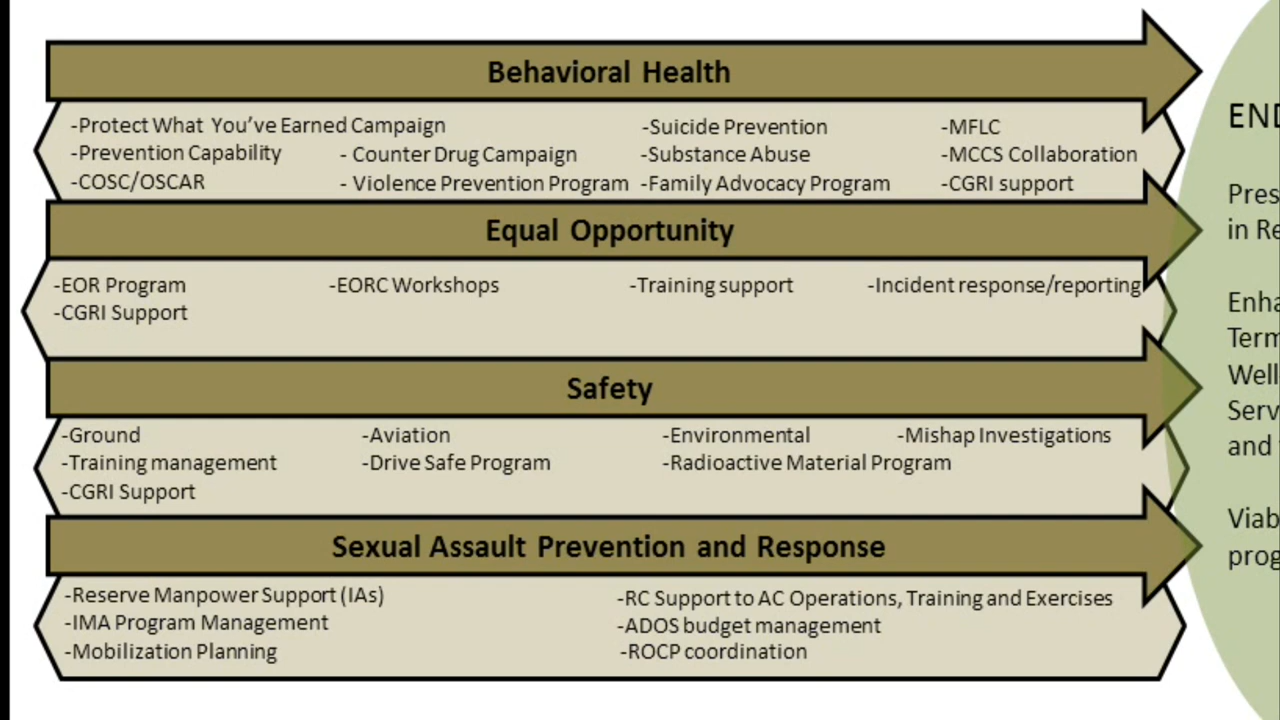 Behavioral Health
-Protect What You've Earned Campaign -Suicide Prevention -MFLC
-Prevention Capability - Counter Drug Campaign -Substance Abuse -MCCS Collaboration
-COSC/OSCAR - Violence Prevention Program -Family Advocacy Program -CGRI support
Equal Opportunity
-EOR Program -EORC Workshops -Training support -Incident response/reporting
-CGRI Support
Safety
-Ground -Aviation -Environmental -Mishap Investigations
-Training management -Drive Safe Program -Radioactive Material Program
-CGRI Support
Sexual Assault Prevention and Response
-Reserve Manpower Support (IAs) -RC Support to AC Operations, Training and Exercises
-IMA Program Management -ADOS budget management
-Mobilization Planning -ROCP coordination
in
and